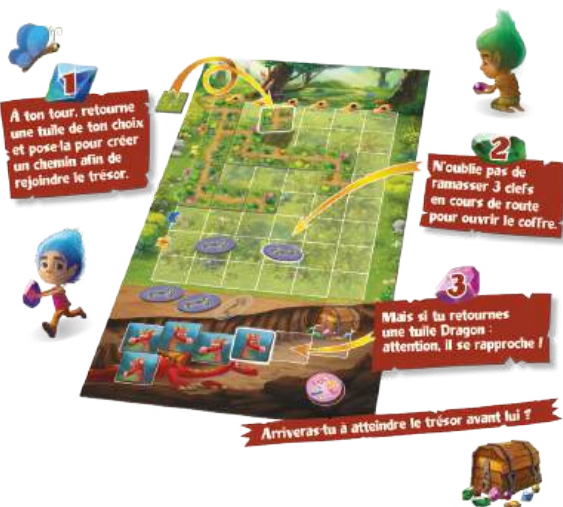 1
A ton tour, retourne
une tuile de ton choix
et pose-la pour créer
un chemin afin de
rejoindre le trésor.
2
N'oublie pas de
ramasser 3 clefs
en cours de route
pour ouvrir le coffre.
3
Mais si tu retournes
une tuile Dragon :
attention, il se rapproche !
Arriveras-tu à atteindre le trésor avant lui ?